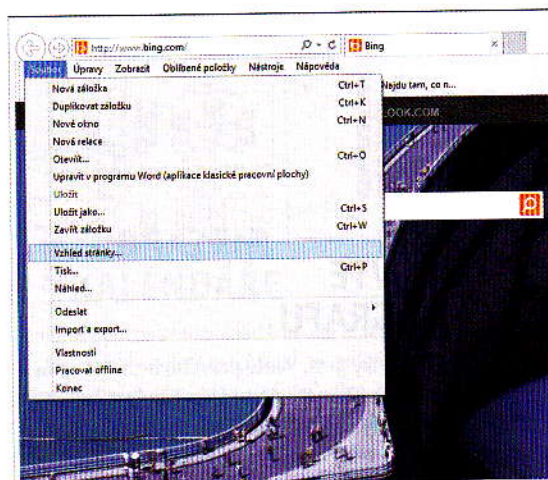 http://www.bing.com/
Bing
Soubor Úpravy Zobrazit Oblíbené položky Nástroje Nápověda
Nová záložka Ctrl+T
Najdu tam, co n...
Duplikovat záložku Ctrl+K
OOK.COM
Nové okno Ctrl+N
Nová relace
Otevřít... Ctrl+O
Upravit v programu Word (aplikace klasické pracovní plochy)
Uložit
Uložit jako... Ctrl+S
Zavřít záložku Ctrl+W
Vzhled stránky...
Tisk... Ctrl+P
Náhled...
Odeslat
Import a export...
Vlastnosti
Pracovat offline
Konec